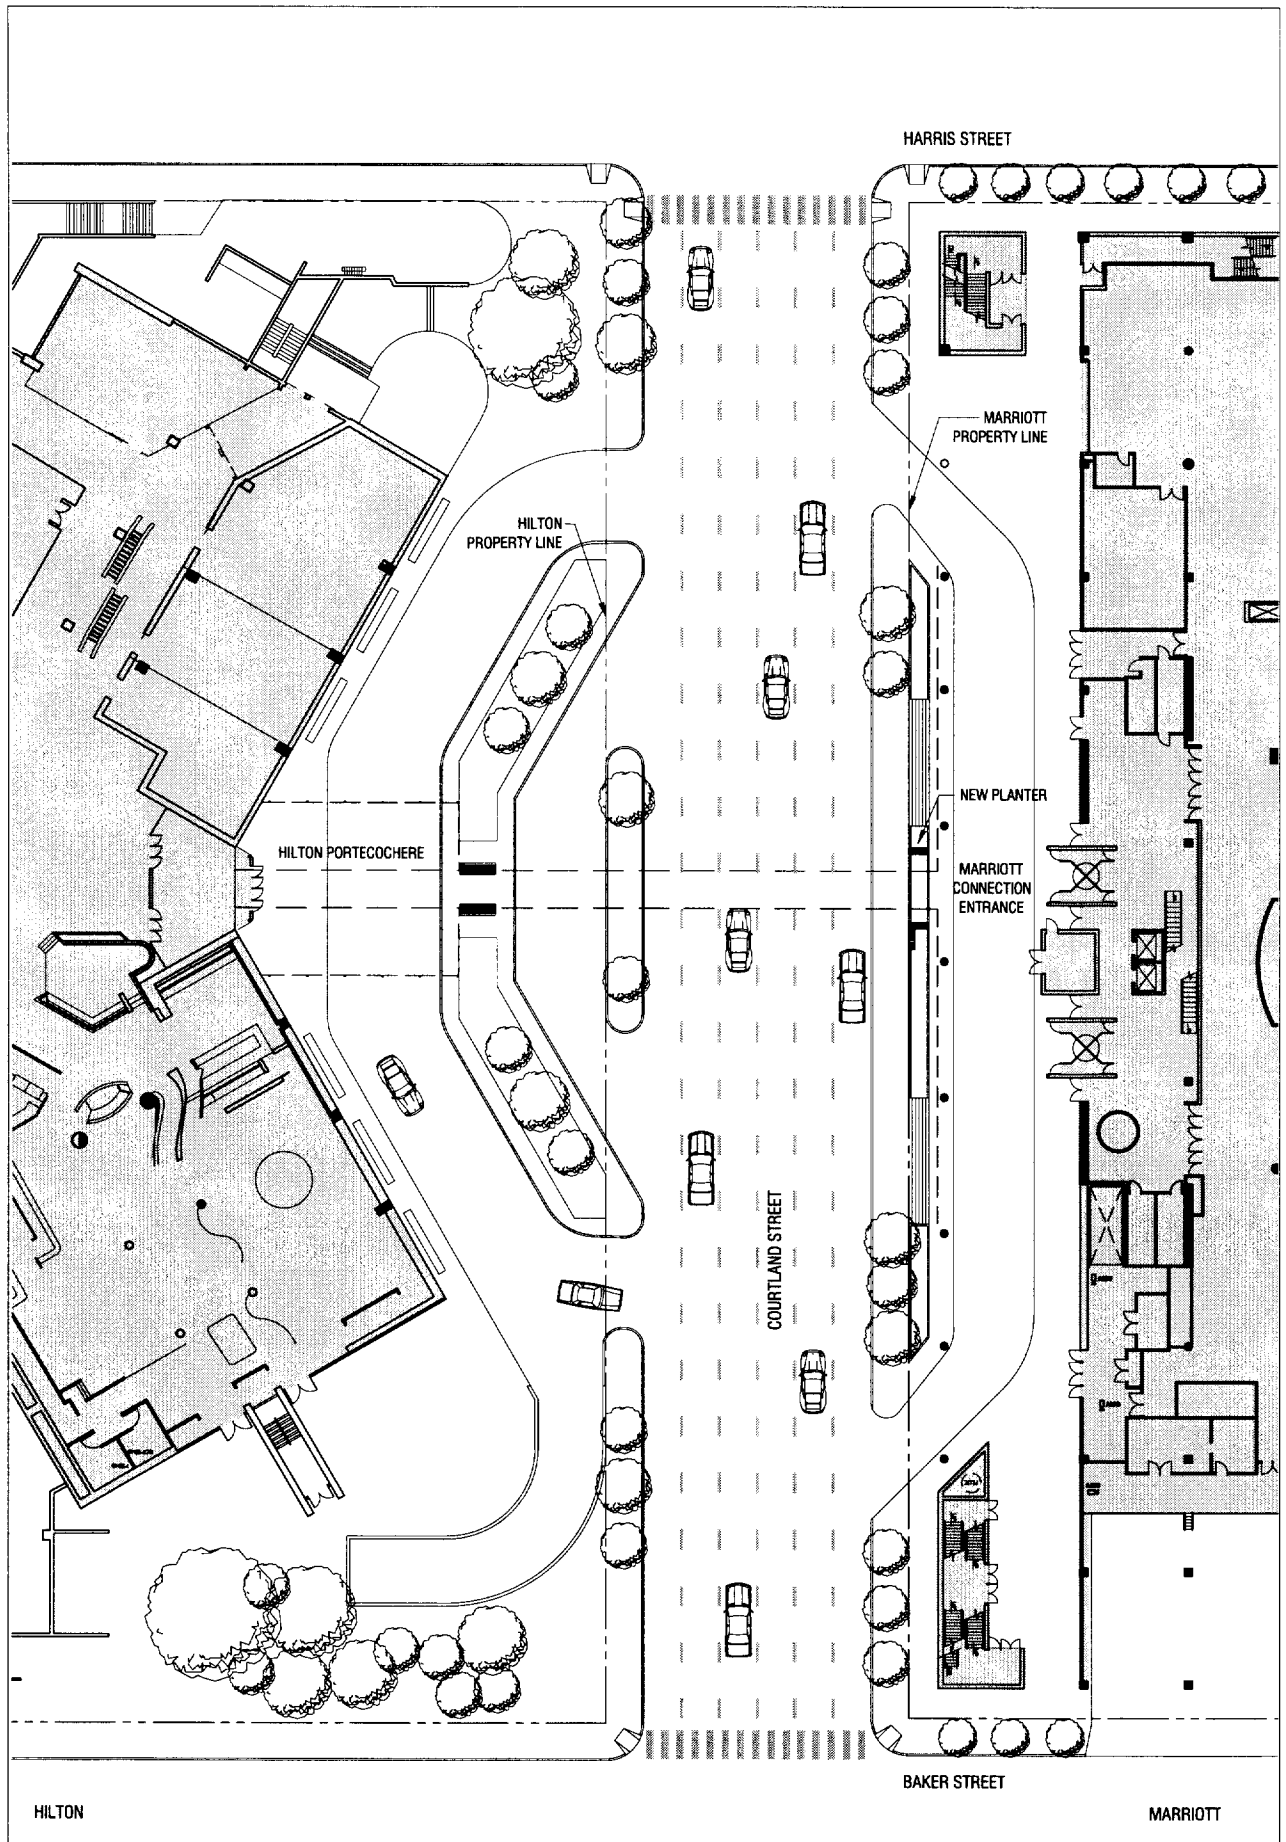 HARRIS STREET
MARRIOTT
PROPERTY LINE
HILTON
PROPERTY LINE
NEW PLANTER
HILTON PORTECOCHERE
MARRIOTT
CONNECTION
ENTRANCE
COURTLAND STREET
BAKER STREET
HILTON
MARRIOTT